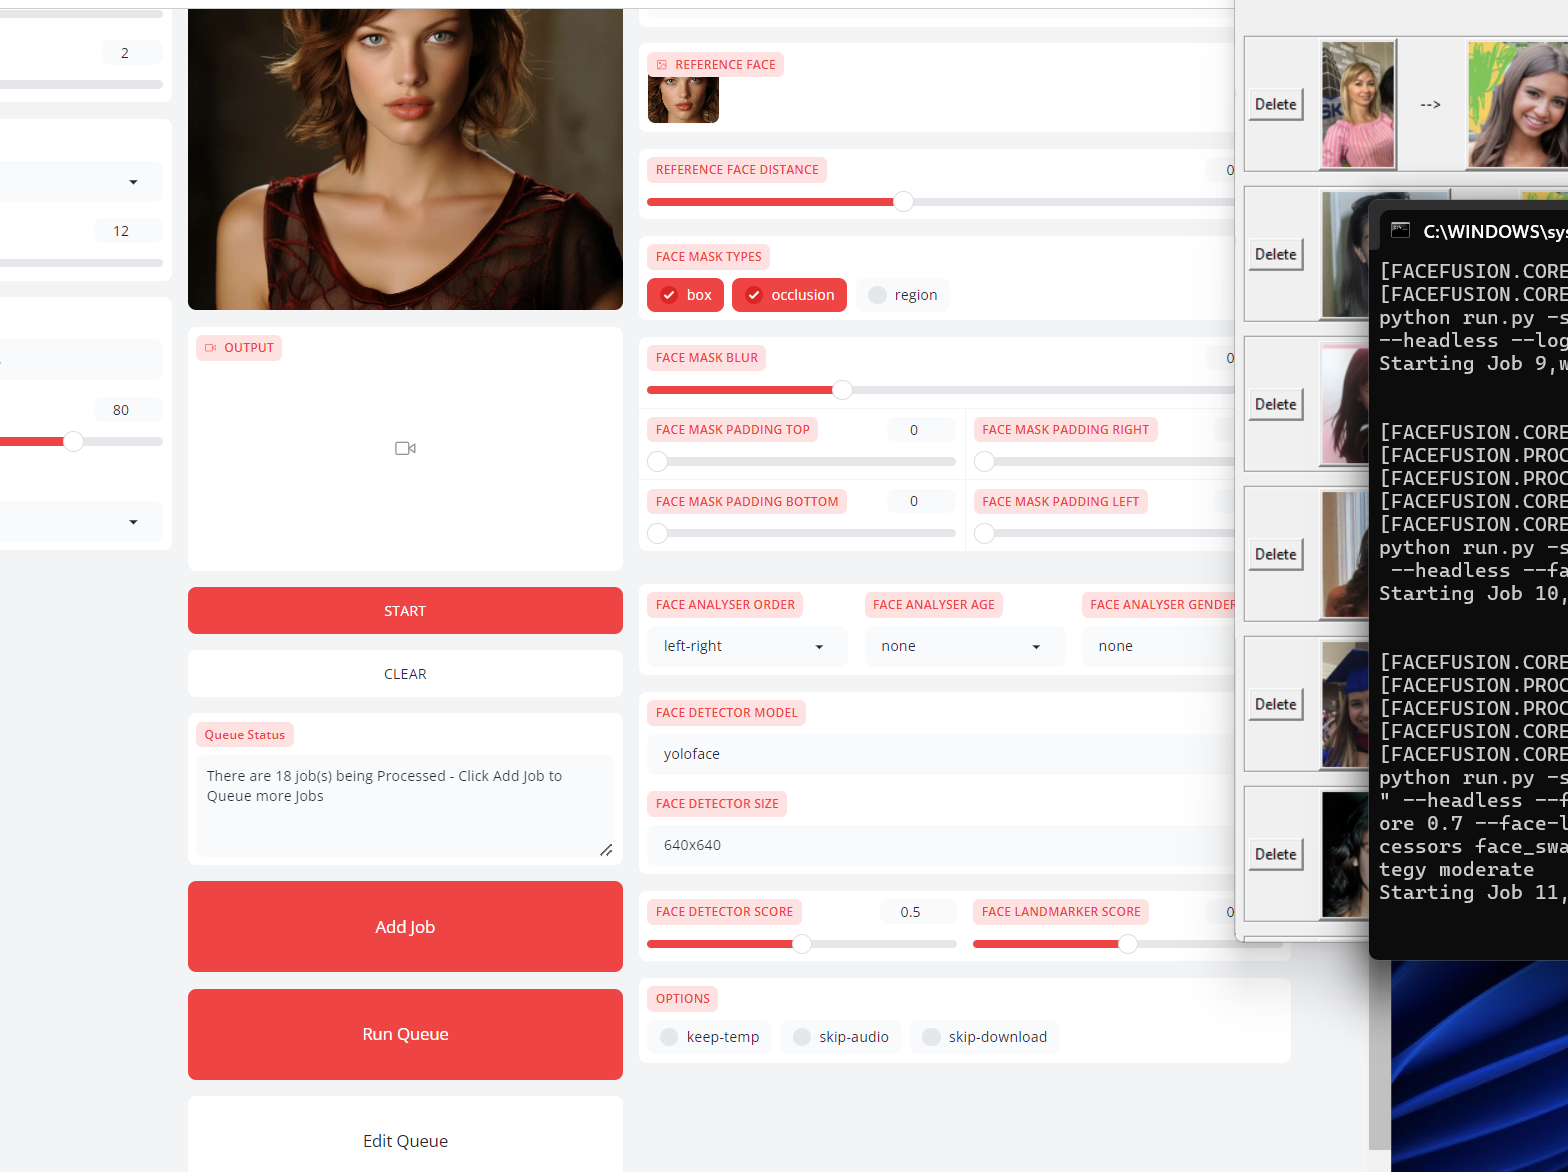 2
12
80
OUTPUT
START
CLEAR
Queue Status
There are 18 job(s) being Processed - Click Add Job to
Queue more Jobs
Add Job
Run Queue
Edit Queue
REFERENCE FACE
REFERENCE FACE DISTANCE
0
FACE MASK TYPES
box
occlusion
region
FACE MASK BLUR
0
FACE MASK PADDING TOP
0
FACE MASK PADDING RIGHT
FACE MASK PADDING BOTTOM
0
FACE MASK PADDING LEFT
FACE ANALYSER ORDER
FACE ANALYSER AGE
FACE ANALYSER GENDER
left-right
none
none
FACE DETECTOR MODEL
yoloface
FACE DETECTOR SIZE
640x640
FACE DETECTOR SCORE
0.5
FACE LANDMARKER SCORE
0
OPTIONS
keep-temp
skip-audio
skip-download
Delete
-->
Delete
Delete
Delete
Delete
Delete
C:\WINDOWS\sys
[FACEFUSION.CORE
[FACEFUSION.CORE
python run.py -s
--headless --log
Starting Job 9,w
[FACEFUSION.CORE
[FACEFUSION.PROC
[FACEFUSION.PROC
[FACEFUSION.CORE
[FACEFUSION.CORE
python run.py -s
--headless --fa
Starting Job 10,
[FACEFUSION.CORE
[FACEFUSION.PROC
[FACEFUSION.PROC
[FACEFUSION.CORE
[FACEFUSION.CORE
python run.py -s
" --headless --f
ore 0.7 --face-l
cessors face_swa
tegy moderate
Starting Job 11,